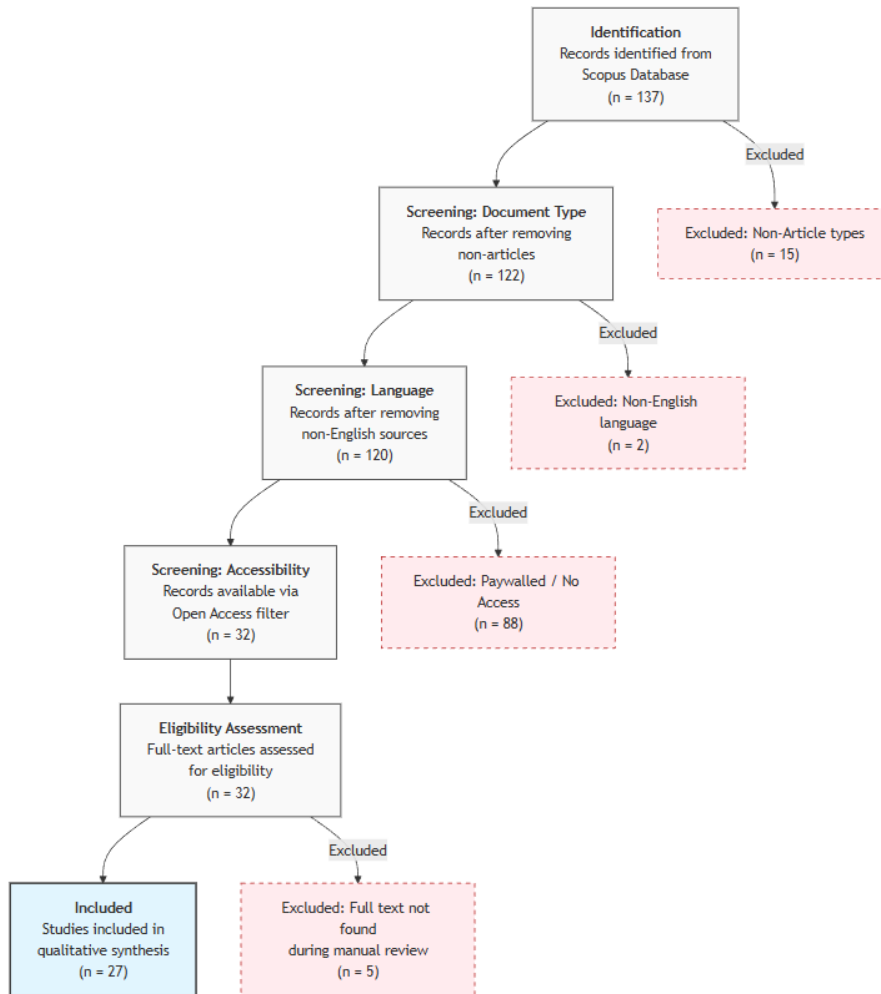 Identification
Records identified from
Scopus Database
(n = 137)
Excluded
Screening: Document Type
Records after removing
non-articles
(n = 122)
Excluded: Non-Article types
(n = 15)
Excluded
Screening: Language
Records after removing
non-English sources
(n = 120)
Excluded: Non-English
language
(n = 2)
Excluded
Screening: Accessibility
Records available via
Open Access filter
(n = 32)
Excluded: Paywalled / No
Access
(n = 88)
Eligibility Assessment
Full-text articles assessed
for eligibility
(n = 32)
Excluded
Included
Studies included in
qualitative synthesis
(n = 27)
Excluded: Full text not
found
during manual review
(n = 5)